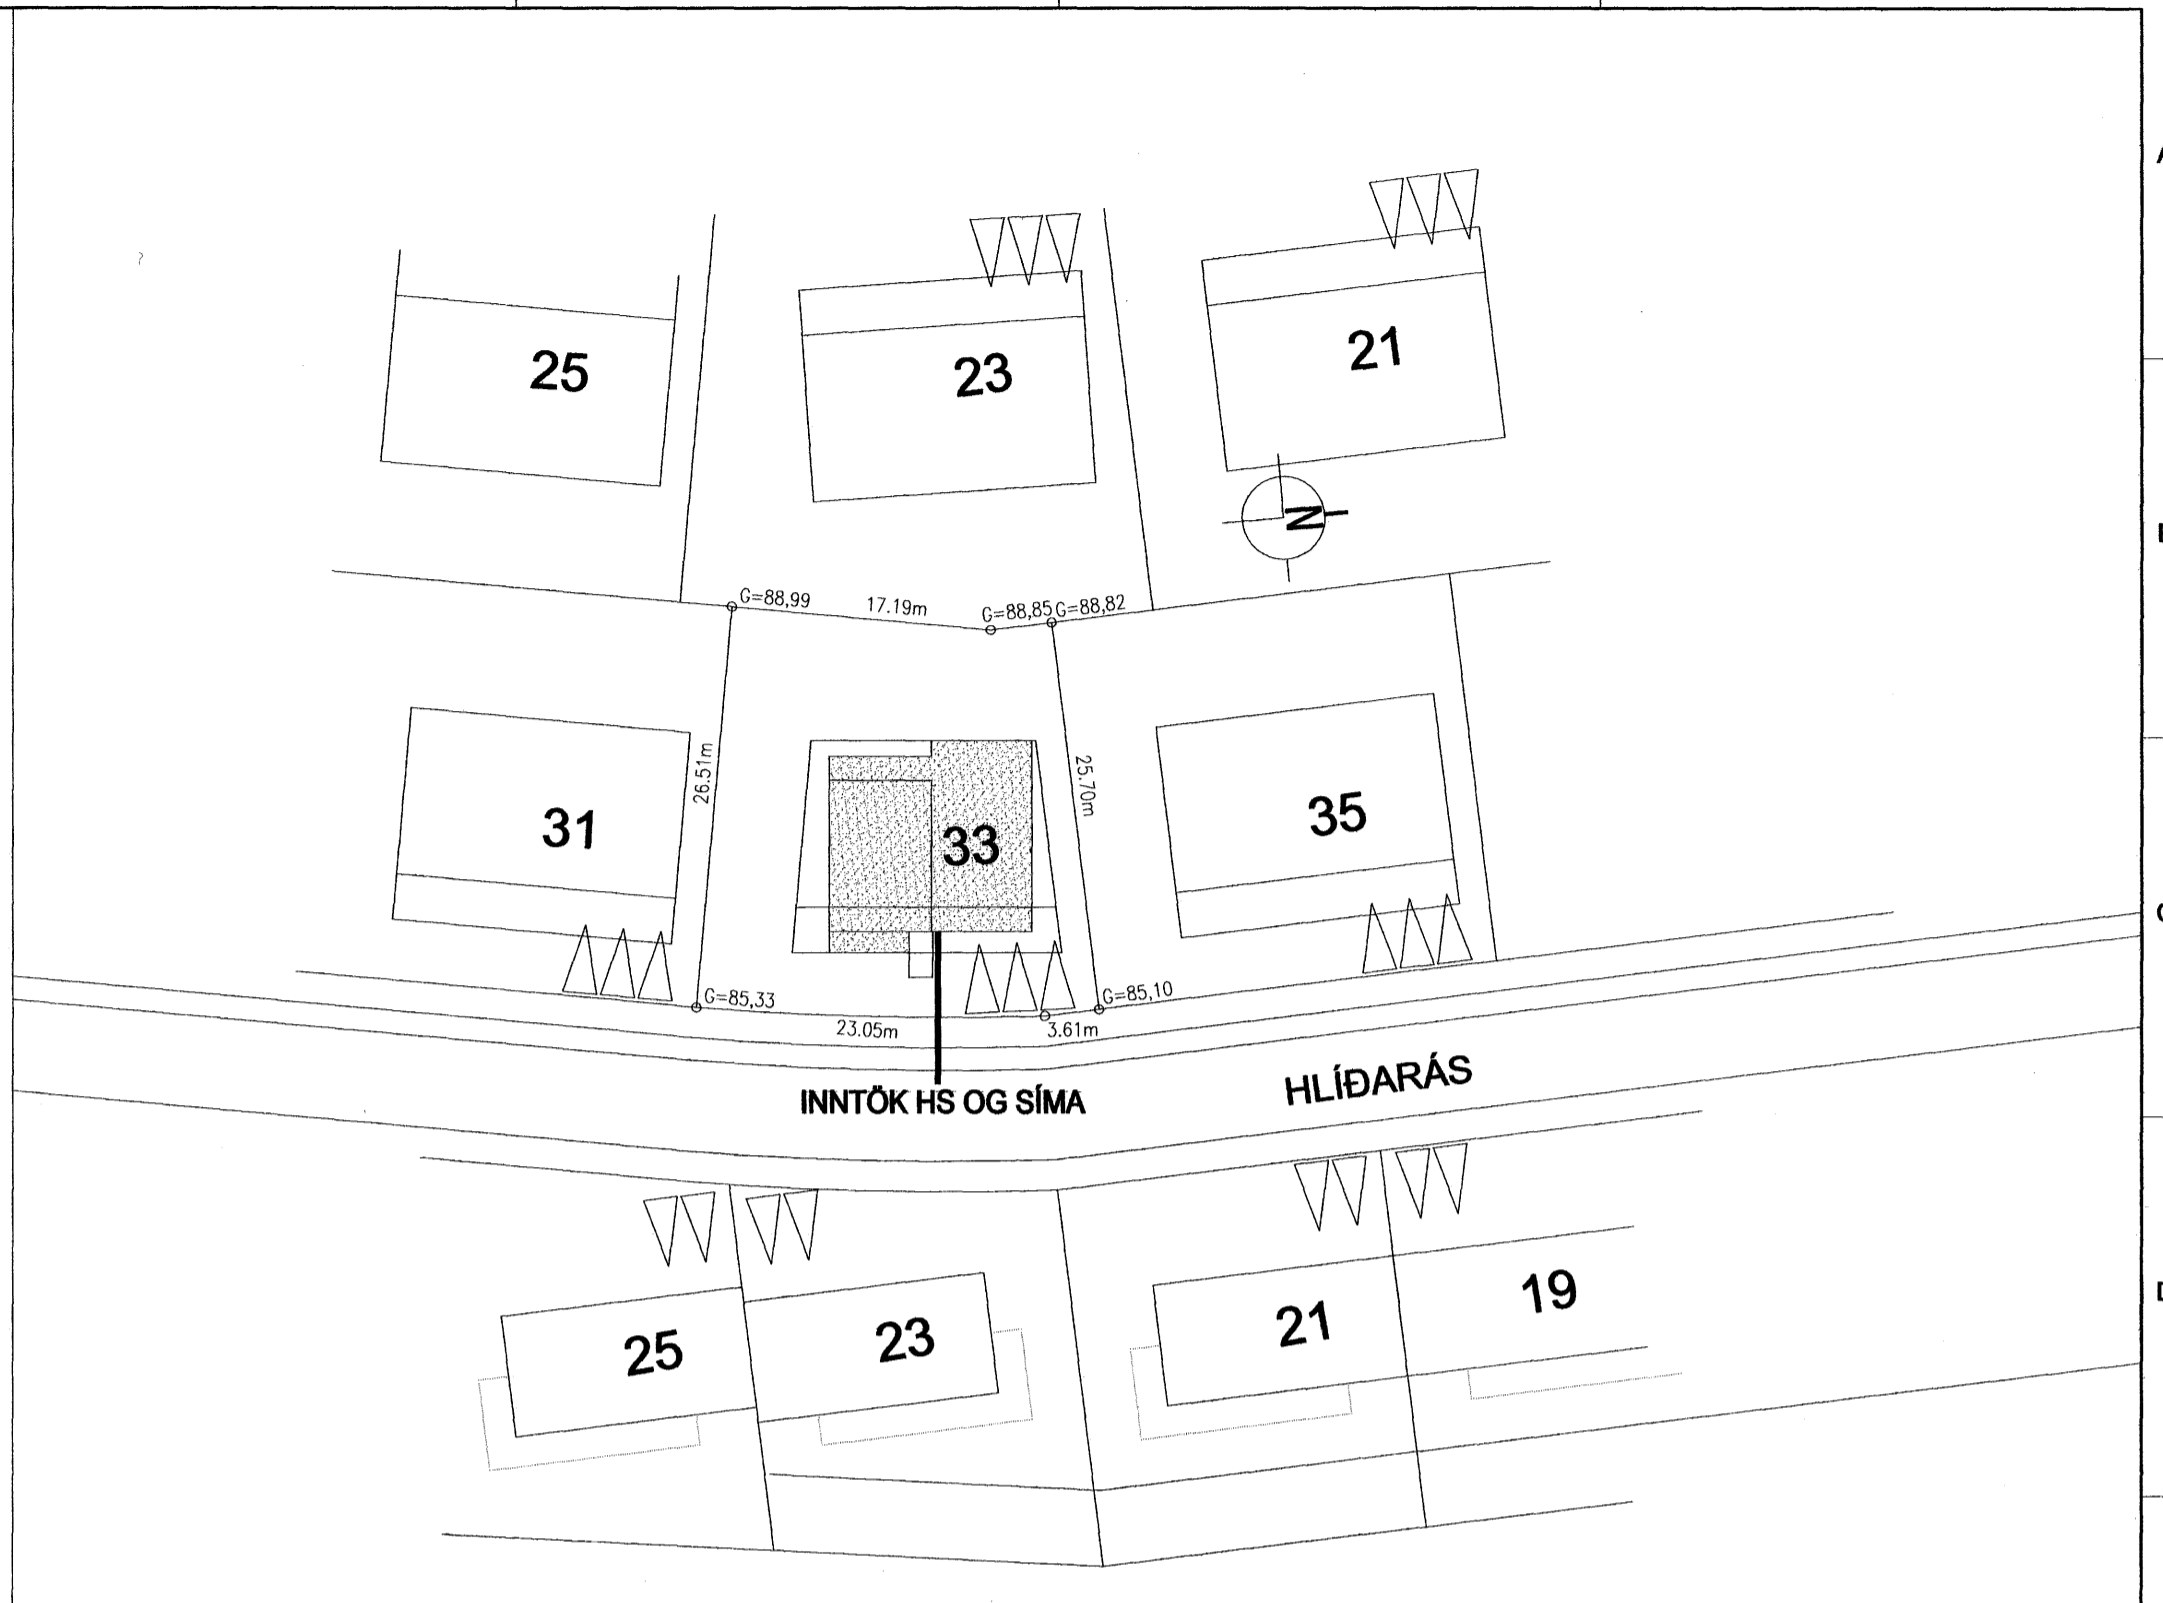 25
23
21
N
G=88,99
17.19m
G=88,85
G=88,82
26.51m
25.70m
31
33
35
G=85,33
23.05m
3.61m
G=85,10
INNTÖK HS OG SÍMA
HLÍÐARÁS
25
23
21
19